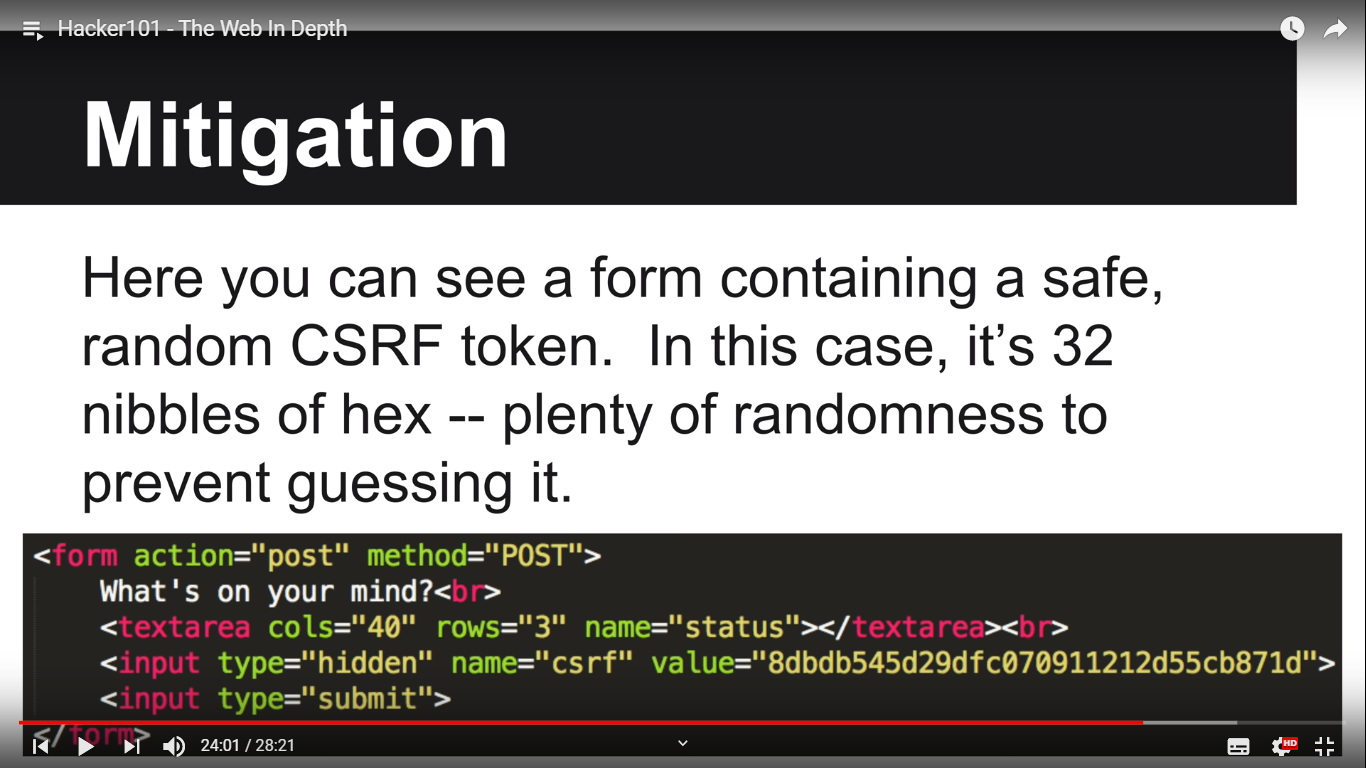 Hacker101 - The Web In Depth
Mitigation
Here you can see a form containing a safe,
random CSRF token.  In this case, it’s 32
nibbles of hex -- plenty of randomness to
prevent guessing it.
<form action="post" method="POST">
    What's on your mind?<br>
    <textarea cols="40" rows="3" name="status"></textarea><br>
    <input type="hidden" name="csrf" value="8dbdb545d29dfc070911212d55cb871d">
    <input type="submit">
</form>
24:01 / 28:21
HD